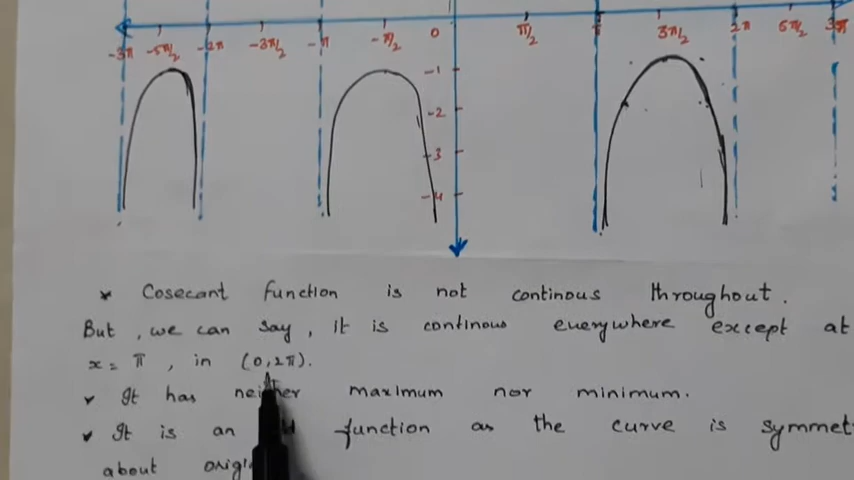 -3π -5π/2 -2π -3π/2 -π -π/2 0 π/2 3π/2 2π 5π/2 3π
-1
-2
-3
-4
* Cosecant function is not continous throughout.
But, we can say, it is continous everywhere except at
x = π, in (0,2π).
It has neither maximum nor minimum.
It is an function as the curve is symmet
about